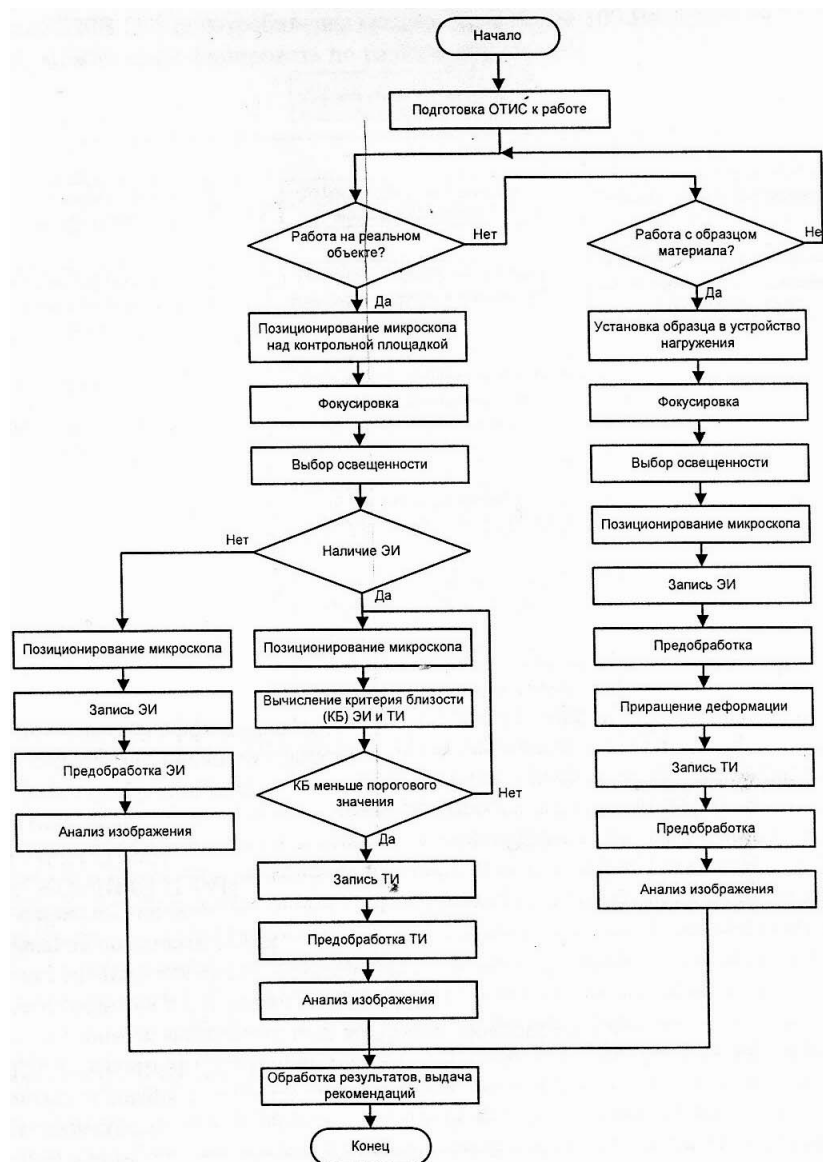 Начало
Подготовка ОТИС к работе
Работа на реальном
объекте?
Нет
Работа с образцом
материала?
Не
Да
Да
Позиционирование микроскопа
над контрольной площадкой
Установка образца в устройство
нагружения
Фокусировка
Фокусировка
Выбор освещенности
Выбор освещенности
Нет
Наличие ЭИ
Позиционирование микроскопа
Да
Запись ЭИ
Позиционирование микроскопа
Позиционирование микроскопа
Предобработка
Запись ЭИ
Вычисление критерия близости
(КБ) ЭИ и ТИ
Приращение деформации
Предобработка ЭИ
КБ меньше порогового
значения
Нет
Запись ТИ
Анализ изображения
Да
Предобработка
Запись ТИ
Анализ изображения
Предобработка ТИ
Анализ изображения
Обработка результатов, выдача
рекомендаций
Конец